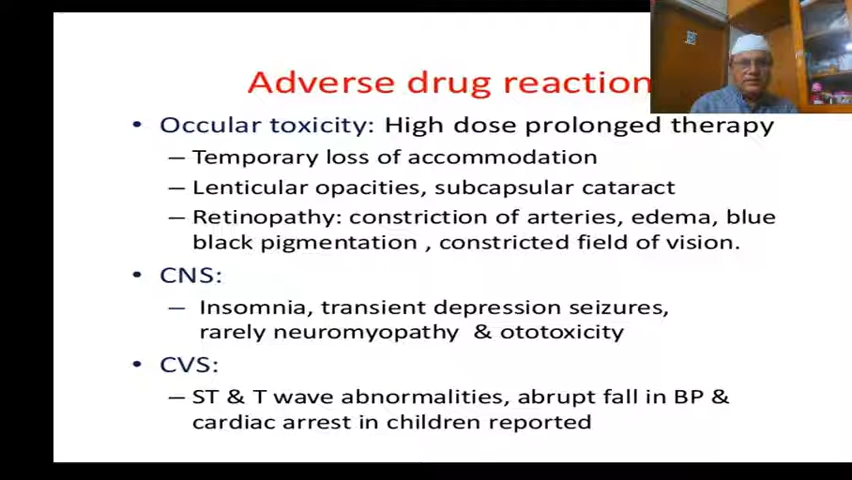 Adverse drug reaction
• Occular toxicity: High dose prolonged therapy
– Temporary loss of accommodation
– Lenticular opacities, subcapsular cataract
– Retinopathy: constriction of arteries, edema, blue
black pigmentation , constricted field of vision.
• CNS:
– Insomnia, transient depression seizures,
rarely neuromyopathy & ototoxicity
• CVS:
– ST & T wave abnormalities, abrupt fall in BP &
cardiac arrest in children reported